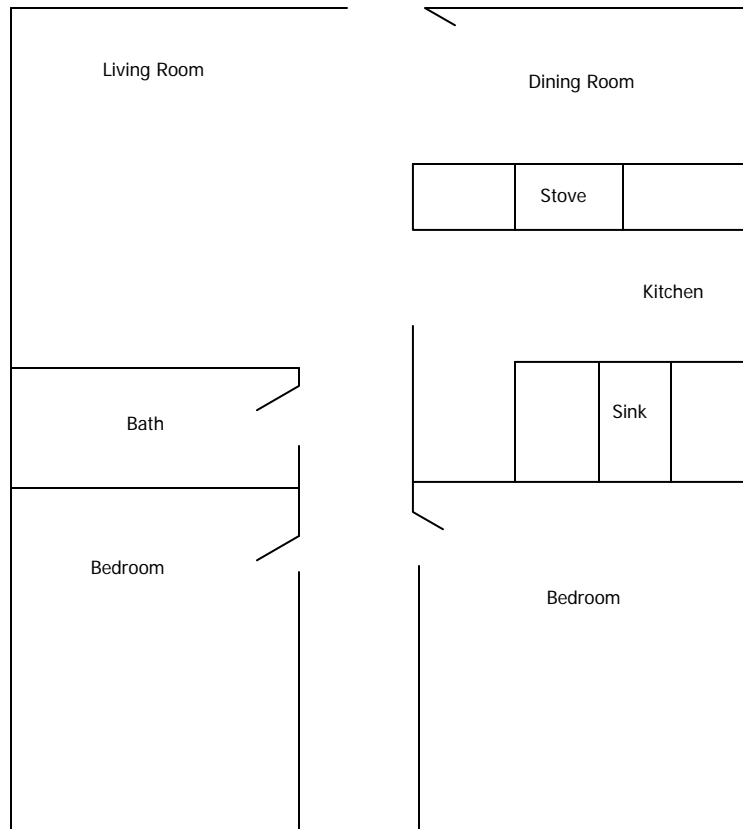 Living Room
Dining Room
Stove
Kitchen
Bath
Sink
Bedroom
Bedroom